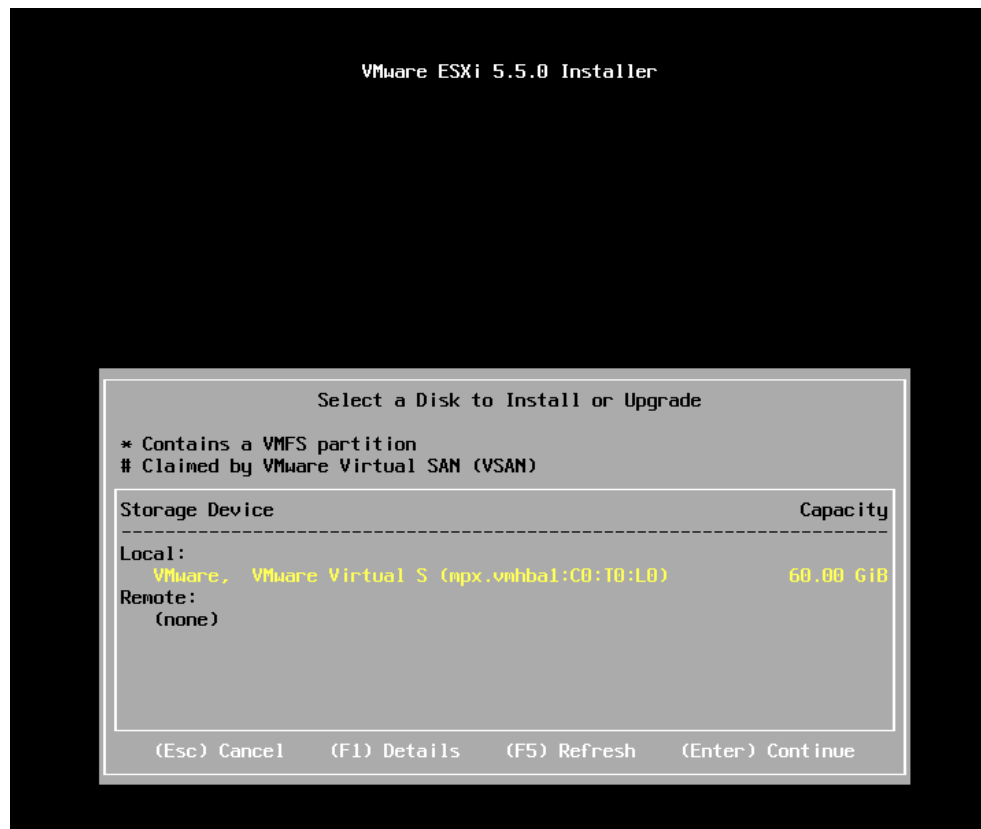 VMware ESXi 5.5.0 Installer
Select a Disk to Install or Upgrade
* Contains a VMFS partition
# Claimed by VMware Virtual SAN (VSAN)
Storage Device Capacity
Local:
VMware, VMware Virtual S (mpx.vmhba1:C0:T0:L0) 60.00 GiB
Remote:
(none)
(Esc) Cancel (F1) Details (F5) Refresh (Enter) Continue